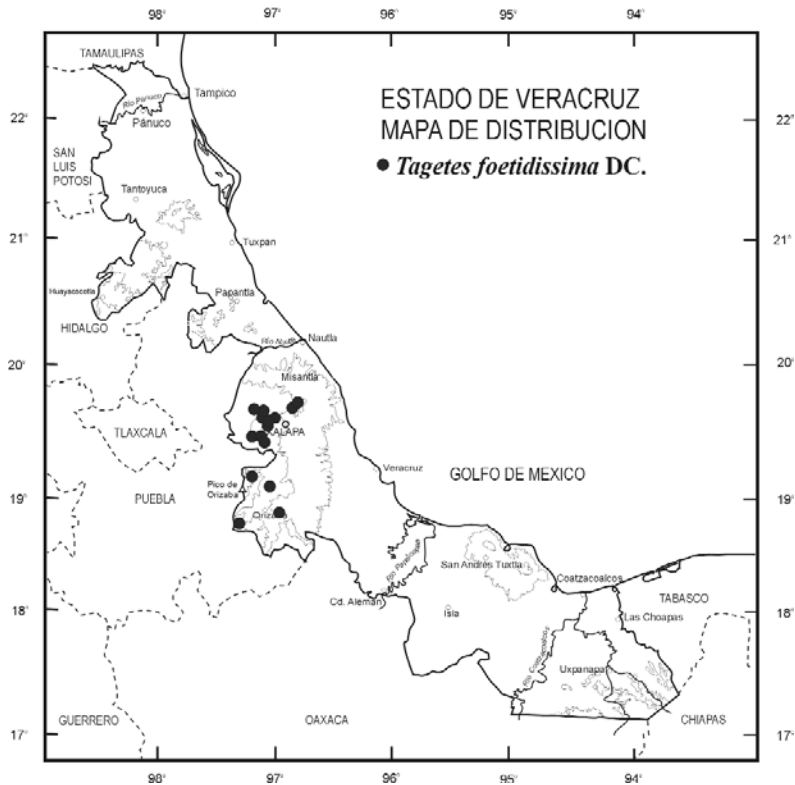 98° 97° 96° 95° 94°
TAMAULIPAS
Río Pánuco
Tampico
ESTADO DE VERACRUZ
MAPA DE DISTRIBUCION
● Tagetes foetidissima DC.
22° 22°
Pánuco
SAN
LUIS
POTOSI
Tantoyuca
21° 21°
Tuxpan
Huayacocotla
Papantla
HIDALGO
Río Nautla
Nautla
20° 20°
Misantla
XALAPA
TLAXCALA
Veracruz
GOLFO DE MEXICO
Pico de
Orizaba
PUEBLA
19° 19°
Orizaba
Río Papaloapan
San Andrés Tuxtla
Coatzacoalcos
Cd. Alemán
TABASCO
18° 18°
Isla
Las Choapas
Río Coatzacoalcos
Uxpanapa
GUERRERO
OAXACA
CHIAPAS
17° 17°
98° 97° 96° 95° 94°